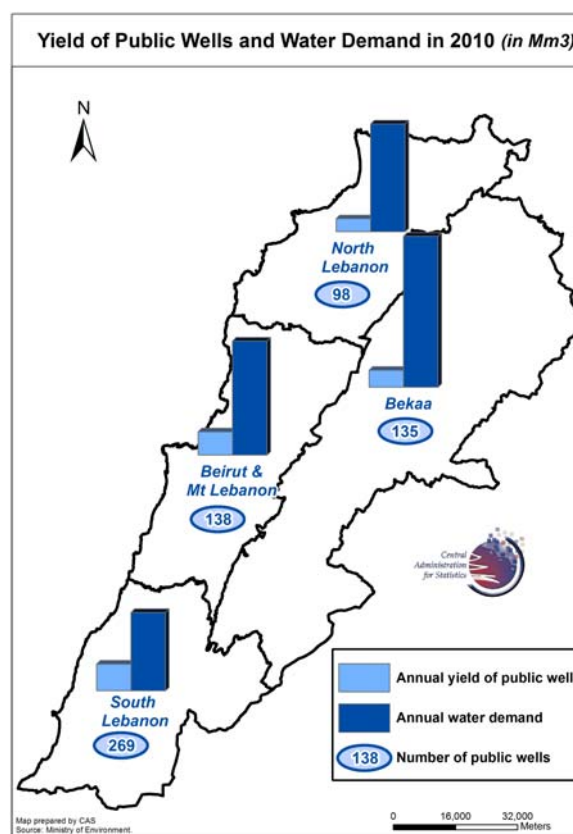 Yield of Public Wells and Water Demand in 2010 (in Mm3)
N
North
Lebanon
98
Bekaa
135
Beirut &
Mt Lebanon
138
Central
Administration
for Statistics
South
Lebanon
269
Annual yield of public well
Annual water demand
138 Number of public wells
Map prepared by CAS
Source: Ministry of Environment.
0 16,000 32,000
Meters